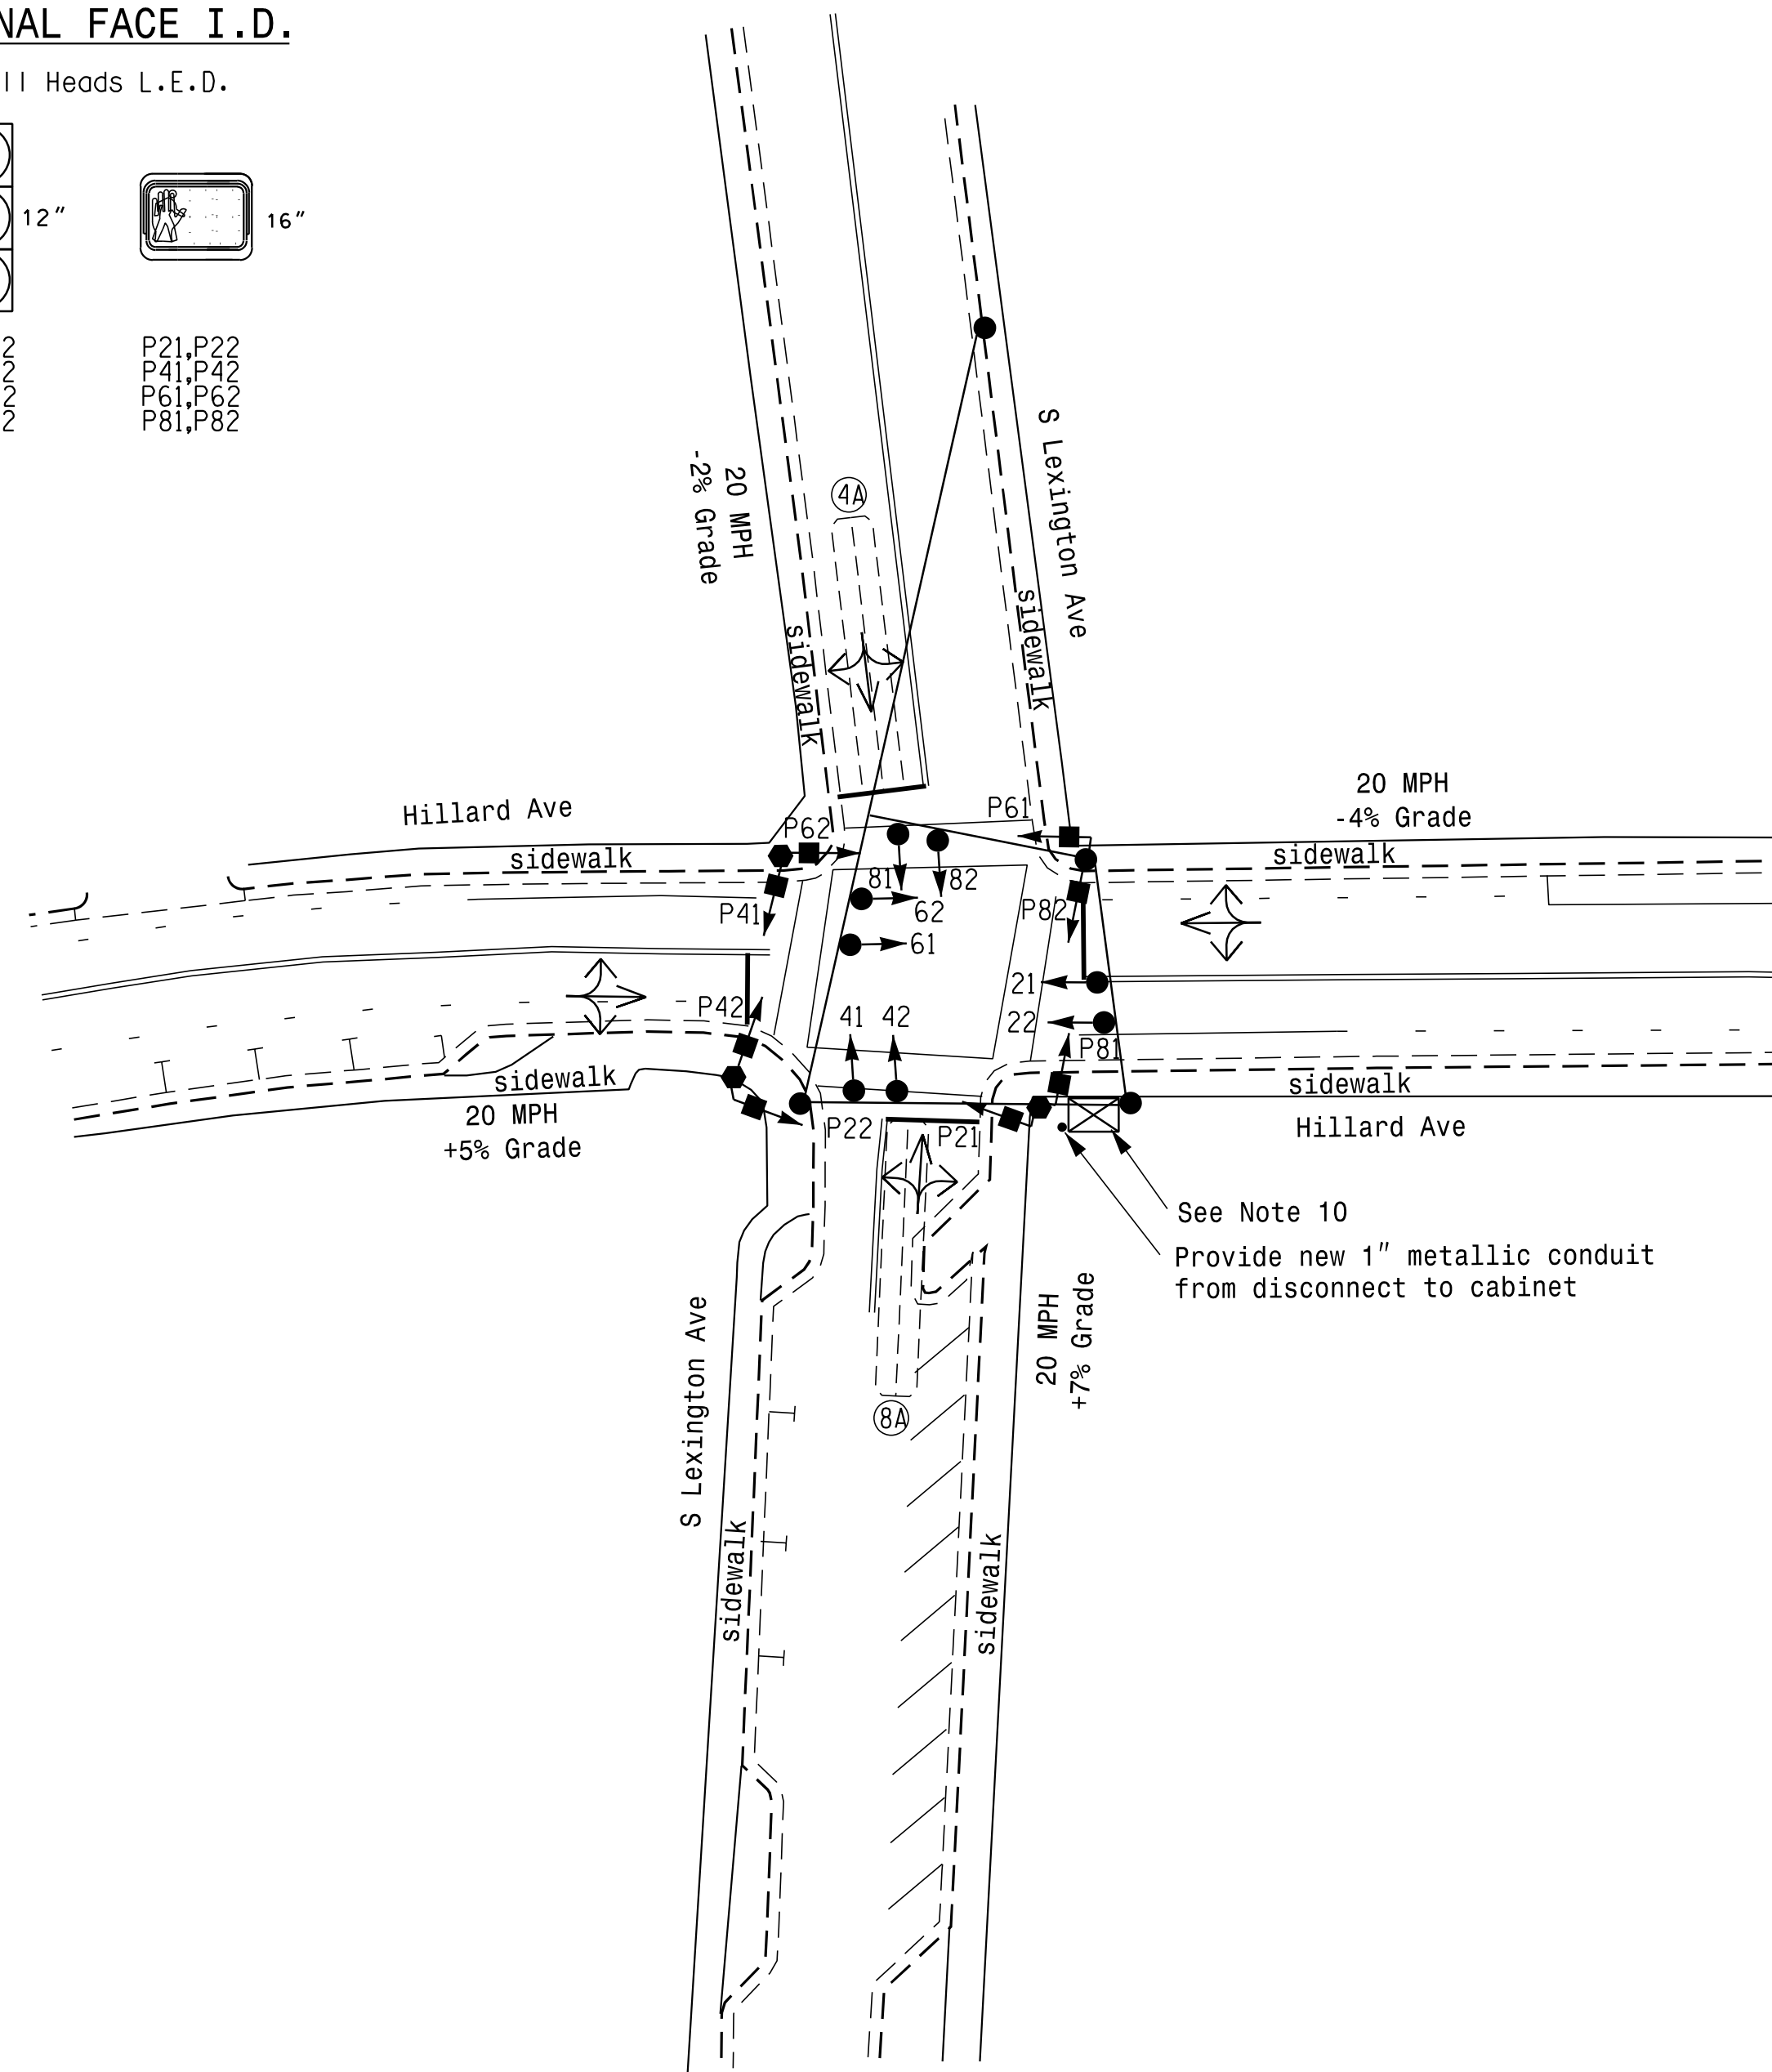 NAL FACE I.D.
ll Heads L.E.D.
12"
16"
2
2
2
2
P21,P22
P41,P42
P61,P62
P81,P82
S Lexington Ave
20 MPH
-2% Grade
4A
sidewalk
sidewalk
20 MPH
-4% Grade
Hillard Ave
sidewalk
P62
P61
sidewalk
81
82
P41
62
P82
61
21
P42
41
42
22
P81
sidewalk
sidewalk
20 MPH
+5% Grade
P22
P21
Hillard Ave
See Note 10
Provide new 1" metallic conduit
from disconnect to cabinet
S Lexington Ave
20 MPH
+7% Grade
8A
sidewalk
sidewalk